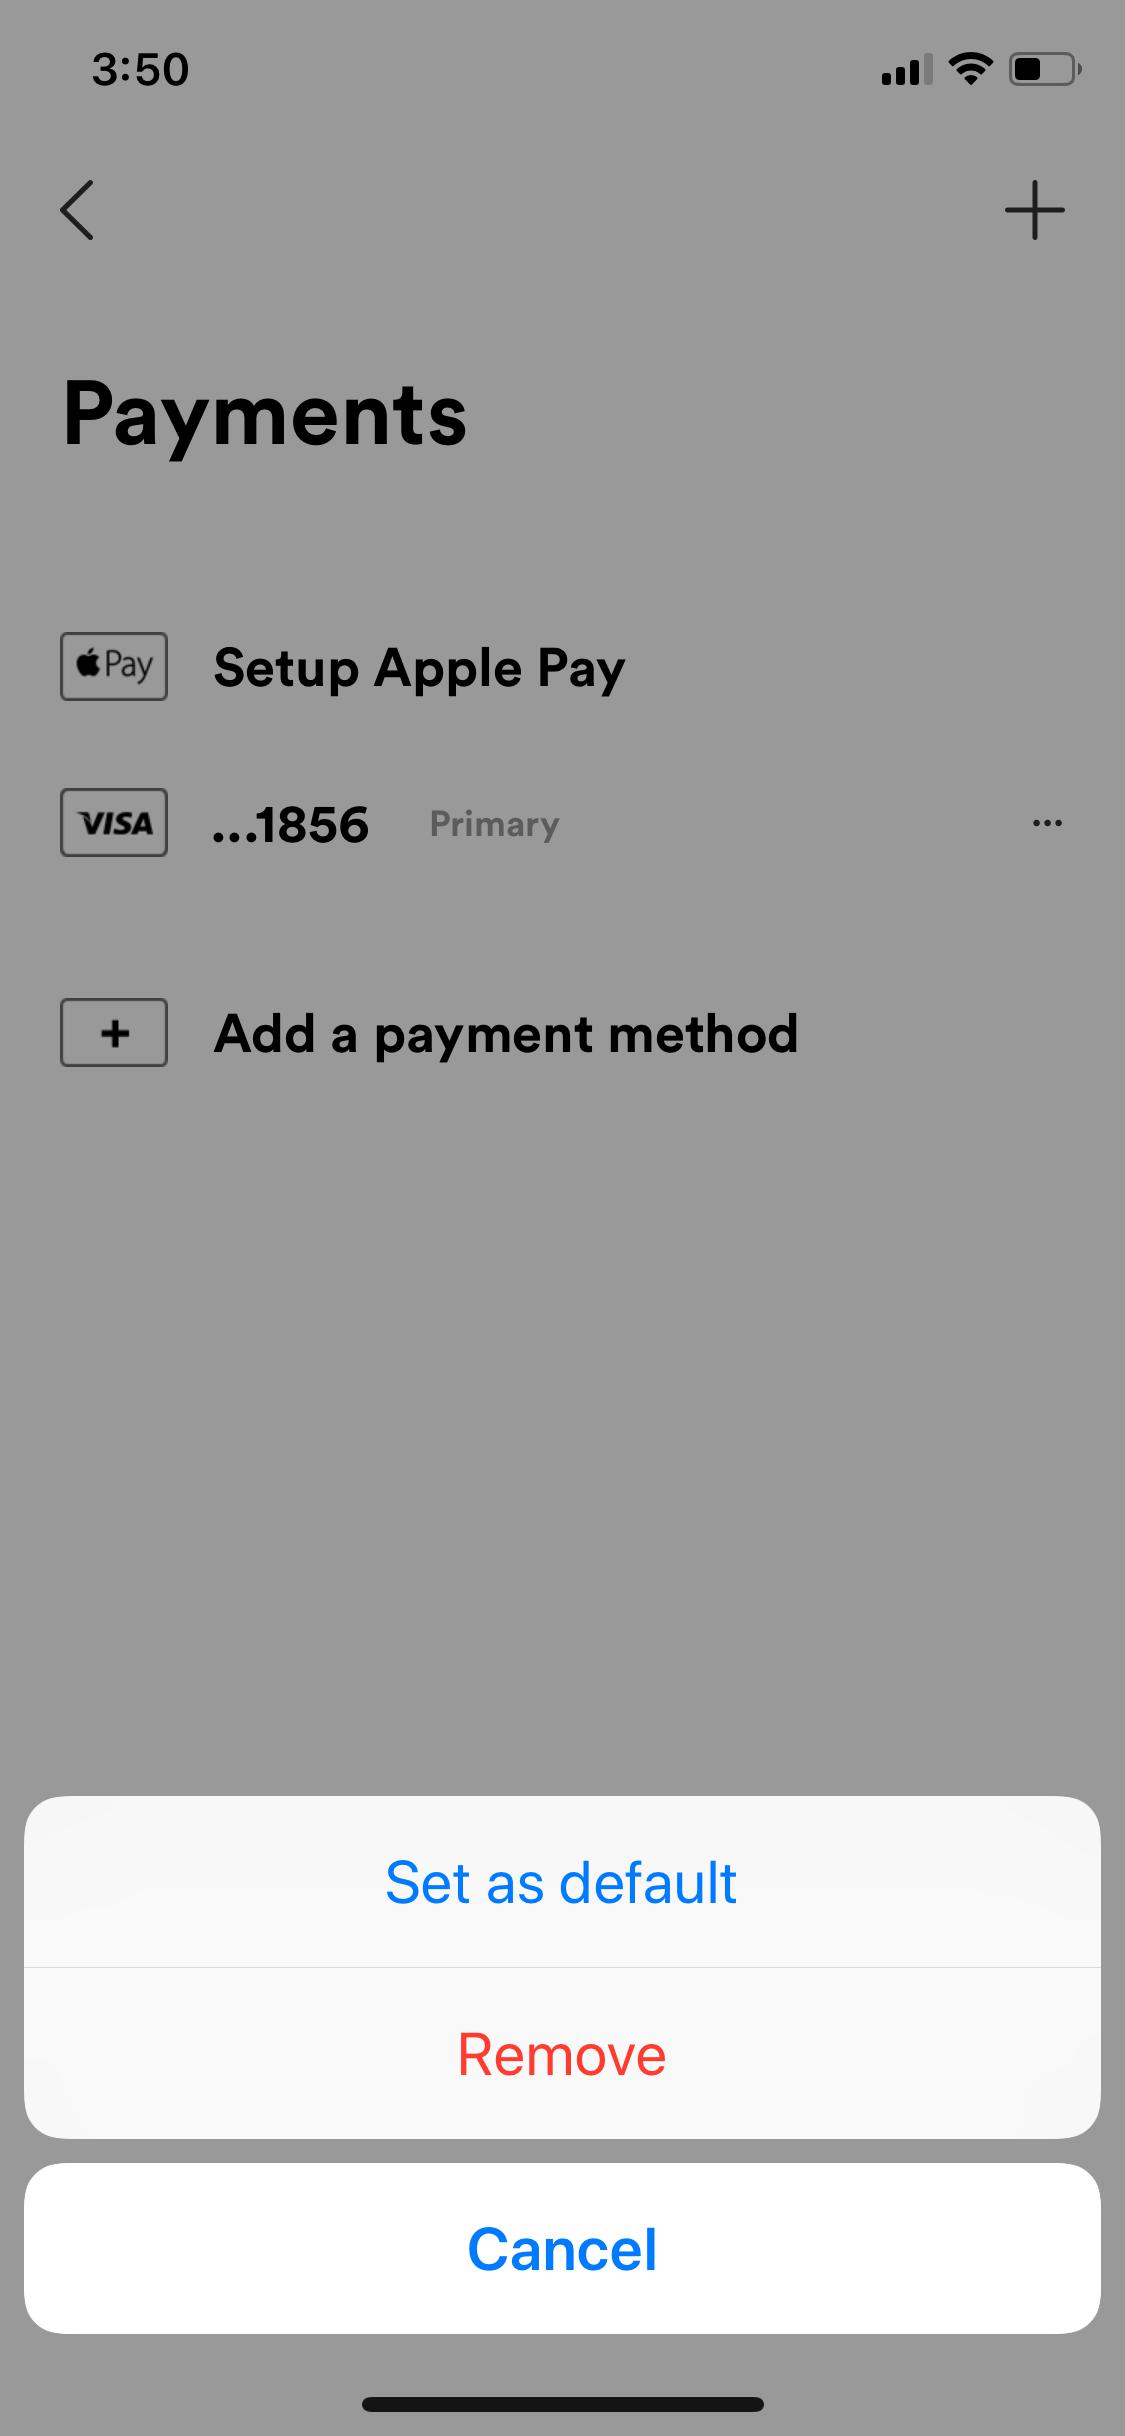 3:50
Payments
Pay Setup Apple Pay
VISA ...1856 Primary ...
+ Add a payment method
Set as default
Remove
Cancel